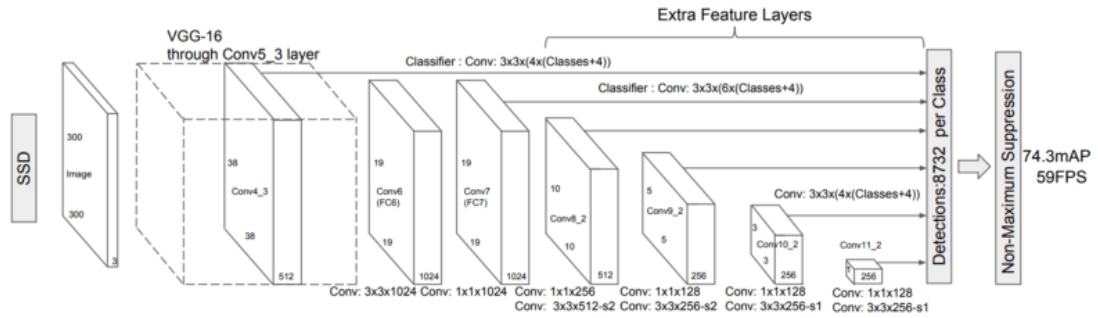 Extra Feature Layers
VGG-16
through Conv5_3 layer
Classifier : Conv: 3x3x(4x(Classes+4))
Classifier : Conv: 3x3x(6x(Classes+4))
SSD
300
Image
300
3
38
Conv4_3
38
512
19
Conv6
(FC6)
19
1024
19
Conv7
(FC7)
19
1024
10
Conv8_2
10
512
5
Conv9_2
5
256
Conv: 3x3x(4x(Classes+4))
3
Conv10_2
3
256
Conv11_2
1
256
Conv: 3x3x1024
Conv: 1x1x1024
Conv: 1x1x256
Conv: 3x3x512-s2
Conv: 1x1x128
Conv: 3x3x256-s2
Conv: 1x1x128
Conv: 3x3x256-s1
Conv: 1x1x128
Conv: 3x3x256-s1
Detections:8732 per Class
Non-Maximum Suppression
74.3mAP
59FPS